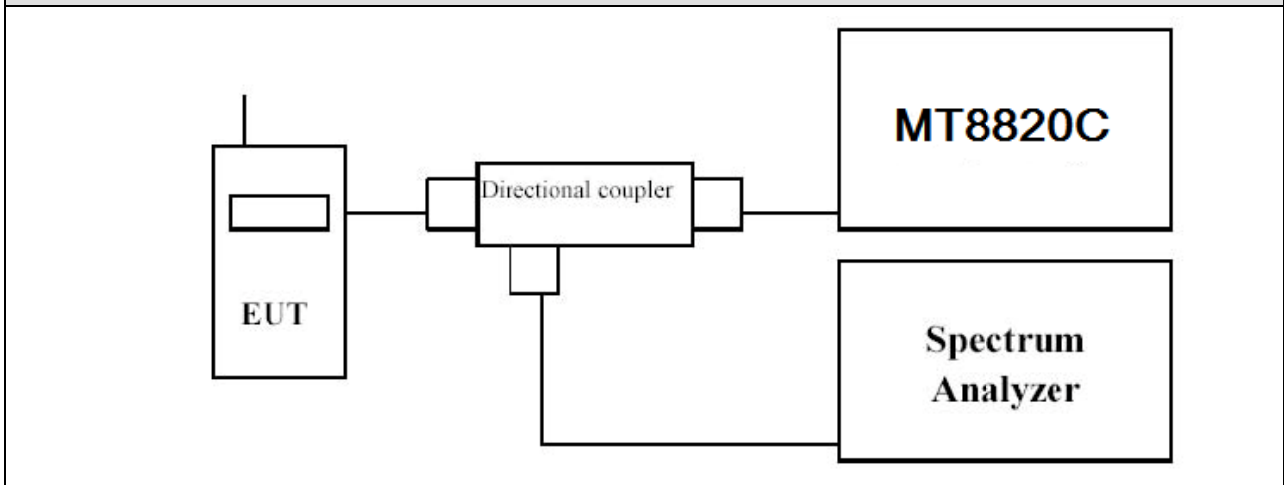 MT8820C
Directional coupler
EUT
Spectrum
Analyzer